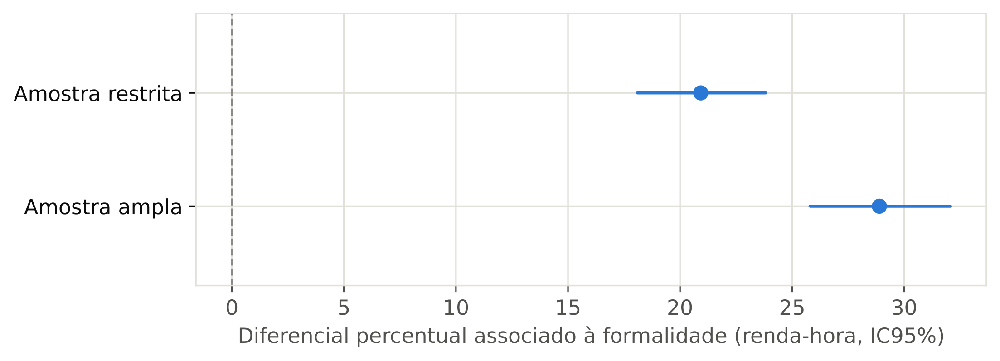 Amostra restrita
Amostra ampla
0 5 10 15 20 25 30
Diferencial percentual associado à formalidade (renda-hora, IC95%)